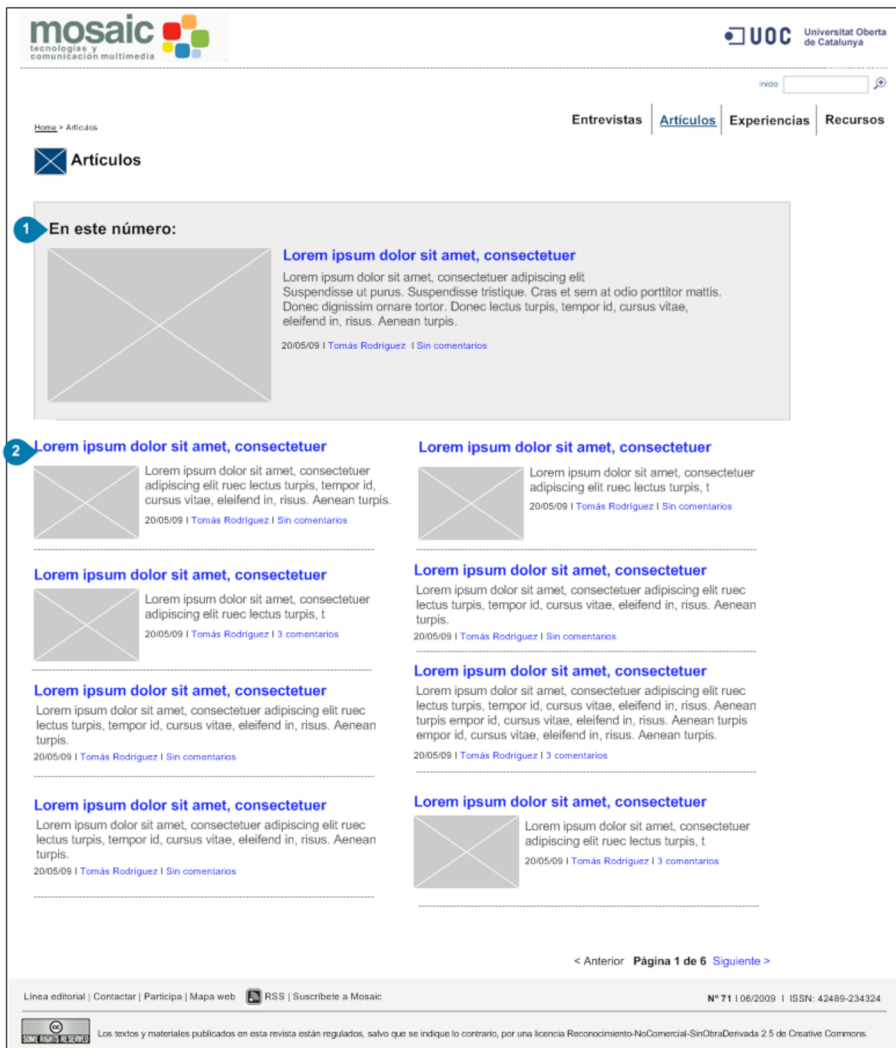 mosaic
tecnologías y
comunicación multimedia
UOC
Universitat Oberta
de Catalunya
Inicio
Home > Artículos
Entrevistas
Artículos
Experiencias
Recursos
Artículos
1
En este número:
Lorem ipsum dolor sit amet, consectetuer
Lorem ipsum dolor sit amet, consectetuer adipiscing elit
Suspendisse ut purus. Suspendisse tristique. Cras et sem at odio porttitor mattis.
Donec dignissim ornare tortor. Donec lectus turpis, tempor id, cursus vitae,
eleifend in, risus. Aenean turpis.
20/05/09 I Tomás Rodríguez I Sin comentarios
2
Lorem ipsum dolor sit amet, consectetuer
Lorem ipsum dolor sit amet, consectetuer
adipiscing elit ruec lectus turpis, tempor id,
cursus vitae, eleifend in, risus. Aenean turpis.
20/05/09 I Tomás Rodríguez I Sin comentarios
Lorem ipsum dolor sit amet, consectetuer
Lorem ipsum dolor sit amet, consectetuer
adipiscing elit ruec lectus turpis, t
20/05/09 I Tomás Rodríguez I 3 comentarios
Lorem ipsum dolor sit amet, consectetuer
Lorem ipsum dolor sit amet, consectetuer adipiscing elit ruec
lectus turpis, tempor id, cursus vitae, eleifend in, risus. Aenean
turpis.
20/05/09 I Tomás Rodríguez I Sin comentarios
Lorem ipsum dolor sit amet, consectetuer
Lorem ipsum dolor sit amet, consectetuer adipiscing elit ruec
lectus turpis, tempor id, cursus vitae, eleifend in, risus. Aenean
turpis.
20/05/09 I Tomás Rodríguez I Sin comentarios
Lorem ipsum dolor sit amet, consectetuer
Lorem ipsum dolor sit amet, consectetuer
adipiscing elit ruec lectus turpis, t
20/05/09 I Tomás Rodríguez I Sin comentarios
Lorem ipsum dolor sit amet, consectetuer
Lorem ipsum dolor sit amet, consectetuer adipiscing elit ruec
lectus turpis, tempor id, cursus vitae, eleifend in, risus. Aenean
turpis.
20/05/09 I Tomás Rodríguez I Sin comentarios
Lorem ipsum dolor sit amet, consectetuer
Lorem ipsum dolor sit amet, consectetuer adipiscing elit ruec
lectus turpis, tempor id, cursus vitae, eleifend in, risus. Aenean
turpis empor id, cursus vitae, eleifend in, risus. Aenean turpis
empor id, cursus vitae, eleifend in, risus. Aenean turpis.
20/05/09 I Tomás Rodríguez I 3 comentarios
Lorem ipsum dolor sit amet, consectetuer
Lorem ipsum dolor sit amet, consectetuer
adipiscing elit ruec lectus turpis, t
20/05/09 I Tomás Rodríguez I 3 comentarios
< Anterior Página 1 de 6 Siguiente >
Línea editorial | Contactar | Participa | Mapa web RSS | Suscríbete a Mosaic
Nº 71 I 06/2009 I ISSN: 42489-234324
cc
SOME RIGHTS RESERVED
Los textos y materiales publicados en esta revista están regulados, salvo que se indique lo contrario, por una licencia Reconocimiento-NoComercial-SinObraDerivada 2.5 de Creative Commons.